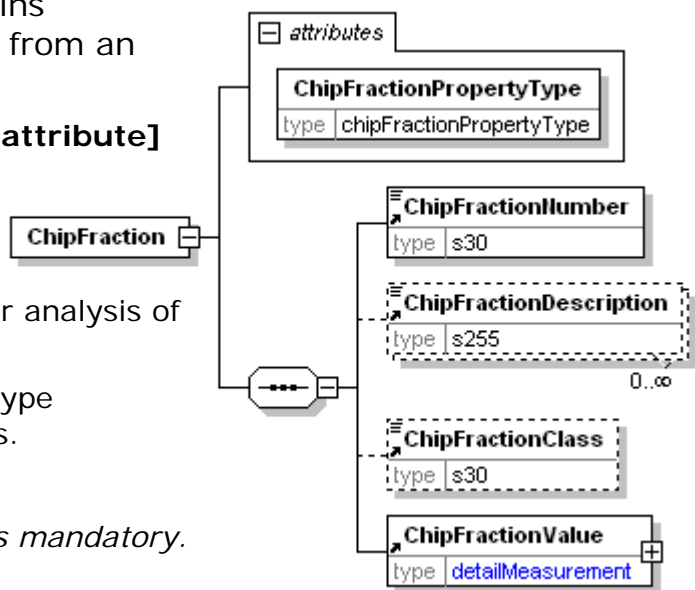 ins
from an
attribute]
r analysis of
ype
s.
s mandatory.
attributes
ChipFractionPropertyType
type chipFractionPropertyType
ChipFraction
ChipFractionNumber
type s30
ChipFractionDescription
type s255
0..∞
ChipFractionClass
type s30
ChipFractionValue
type detailMeasurement